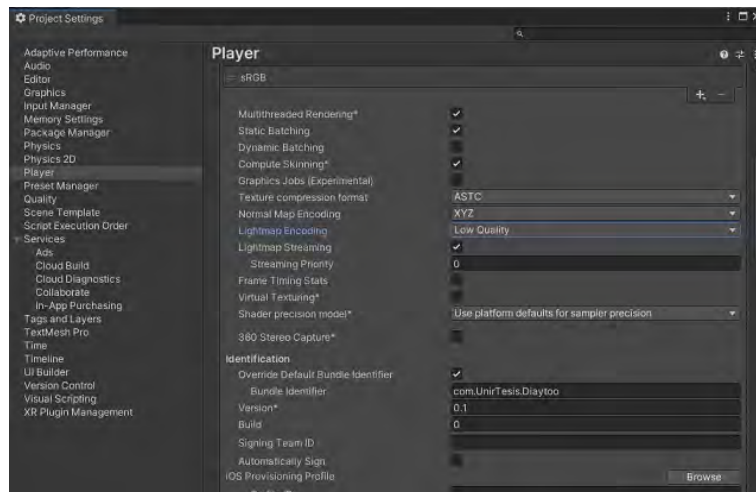 Project Settings
Adaptive Performance
Audio
Editor
Graphics
Input Manager
Memory Settings
Package Manager
Physics
Physics 2D
Player
Preset Manager
Quality
Scene Template
Script Execution Order
Services
Ads
Cloud Build
Cloud Diagnostics
Collaborate
In-App Purchasing
Tags and Layers
TextMesh Pro
Time
Timeline
UI Builder
Version Control
Visual Scripting
XR Plugin Management
Player
sRGB
Multithreaded Rendering*
Static Batching
Dynamic Batching
Compute Skinning*
Graphics Jobs (Experimental)
Texture compression format ASTC
Normal Map Encoding XYZ
Lightmap Encoding Low Quality
Lightmap Streaming
Streaming Priority 0
Frame Timing Stats
Virtual Texturing*
Shader precision model* Use platform defaults for sampler precision
360 Stereo Capture*
Identification
Override Default Bundle Identifier
Bundle Identifier com.UnirTesis.Diaytoo
Version* 0.1
Build 0
Signing Team ID
Automatically Sign
iOS Provisioning Profile Browse